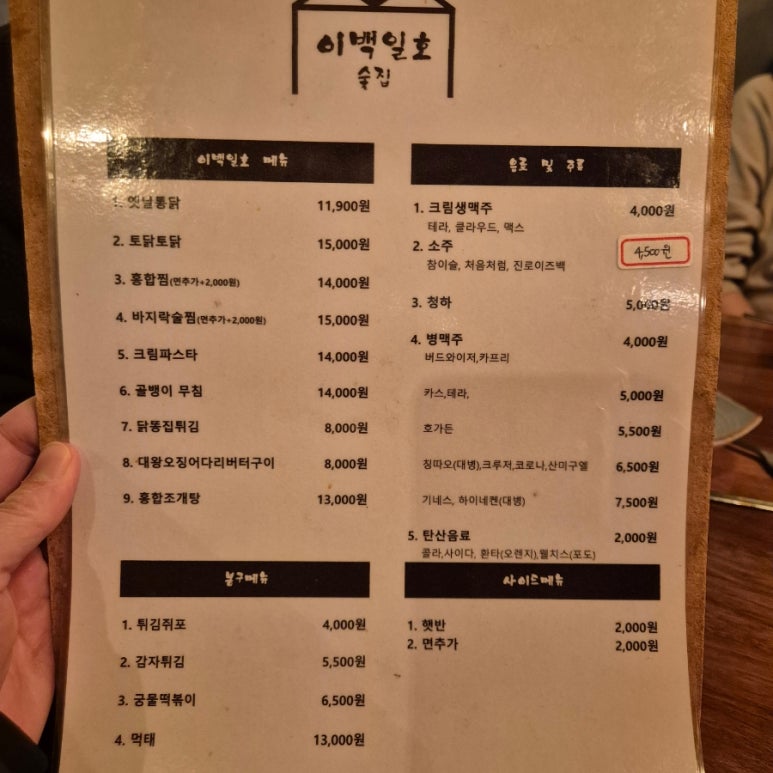 이백일호
술집
이백일호 메뉴
1. 옛날통닭 11,900원
2. 토닭토닭 15,000원
3. 홍합찜(면추가+2,000원) 14,000원
4. 바지락술찜(면추가+2,000원) 15,000원
5. 크림파스타 14,000원
6. 골뱅이 무침 14,000원
7. 닭똥집튀김 8,000원
8. 대왕오징어다리버터구이 8,000원
9. 홍합조개탕 13,000원
불구메뉴
1. 튀김쥐포 4,000원
2. 감자튀김 5,500원
3. 궁물떡볶이 6,500원
4. 먹태 13,000원
음료 및 주류
1. 크림생맥주 4,000원
테라, 클라우드, 맥스
2. 소주 4,500원
참이슬, 처음처럼, 진로이즈백
3. 청하 5,000원
4. 병맥주 4,000원
버드와이저,카프리
카스,테라, 5,000원
호가든 5,500원
칭따오(대병),크루저,코로나,산미구엘 6,500원
기네스, 하이네켄(대병) 7,500원
5. 탄산음료 2,000원
콜라,사이다, 환타(오렌지),웰치스(포도)
사이드메뉴
1. 햇반 2,000원
2. 면추가 2,000원